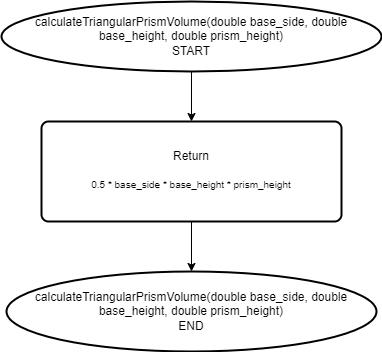 calculateTriangularPrismVolume(double base_side, double
base_height, double prism_height)
START
Return
0.5 * base_side * base_height * prism_height
calculateTriangularPrismVolume(double base_side, double
base_height, double prism_height)
END